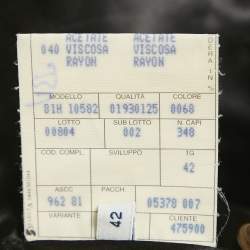 ACETATE ACETATE
040 VISCOSA VISCOSA
RAYON RAYON
MODELLO QUALITÀ COLORE
81H 10582 01930125 0068
LOTTO SUB LOTTO N. CAPI
00804 002 348
COD. COMPL. SVILUPPO TG
42
ASCC PACCH
962 81 05378 007
VARIANTE CLIENTE
42 475900